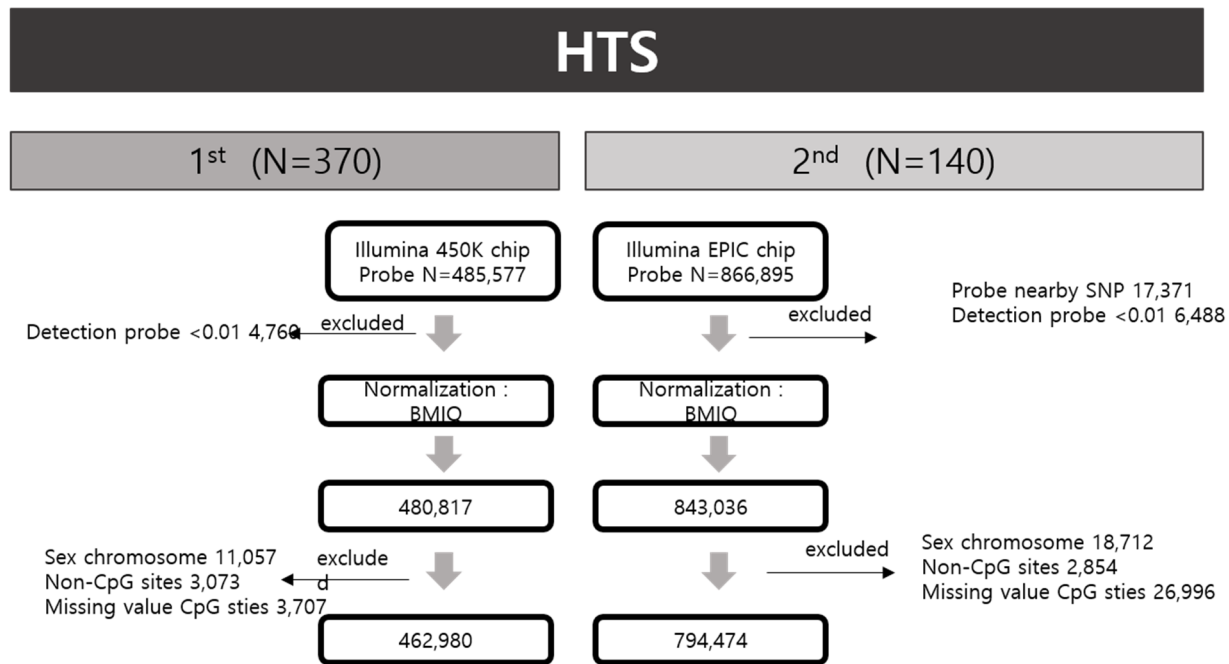 HTS
1st (N=370)
2nd (N=140)
Illumina 450K chip
Probe N=485,577
Illumina EPIC chip
Probe N=866,895
Detection probe <0.01 4,760
excluded
excluded
Probe nearby SNP 17,371
Detection probe <0.01 6,488
Normalization :
BMIQ
Normalization :
BMIQ
480,817
843,036
Sex chromosome 11,057
Non-CpG sites 3,073
Missing value CpG sties 3,707
exclude
d
excluded
Sex chromosome 18,712
Non-CpG sites 2,854
Missing value CpG sties 26,996
462,980
794,474